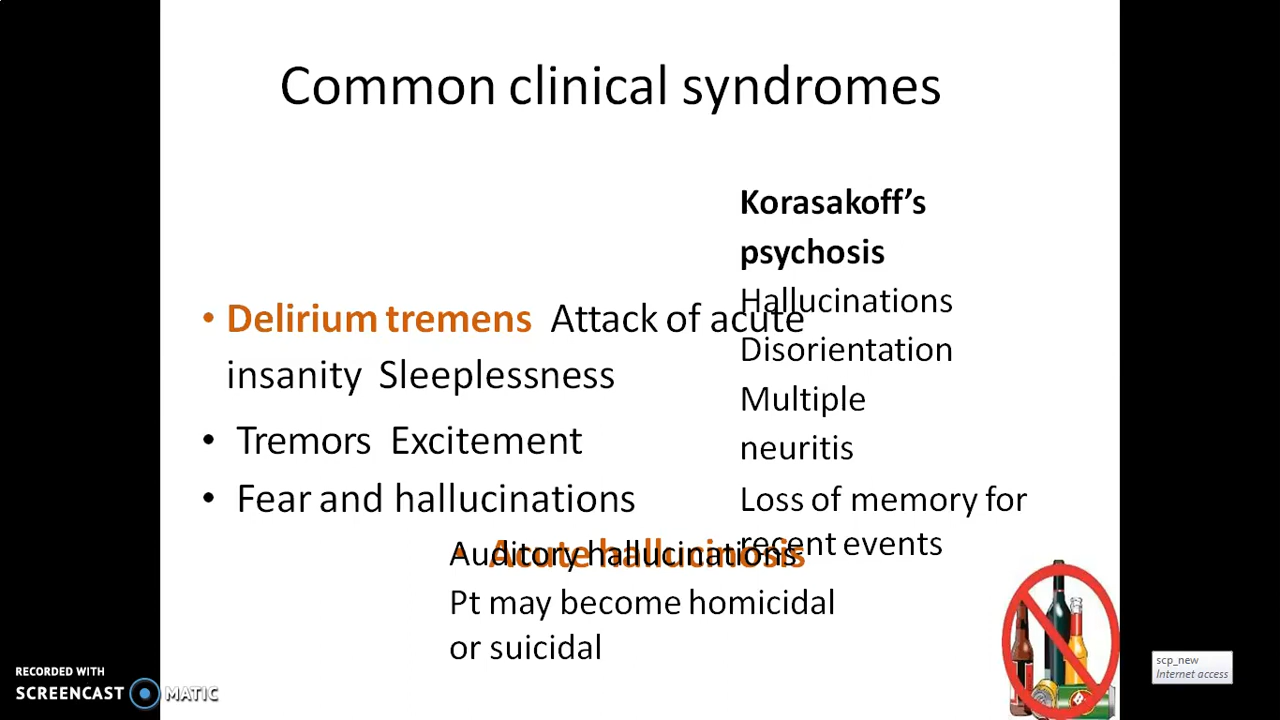 Common clinical syndromes
• Delirium tremens Attack of acute
insanity Sleeplessness
• Tremors Excitement
• Fear and hallucinations
Korasakoff's
psychosis
Hallucinations
Disorientation
Multiple
neuritis
Loss of memory for
recent events
• Acute hallucinosis
Auditory hallucinations
Pt may become homicidal
or suicidal
RECORDED WITH
SCREENCAST MATIC
scp_new
Internet access